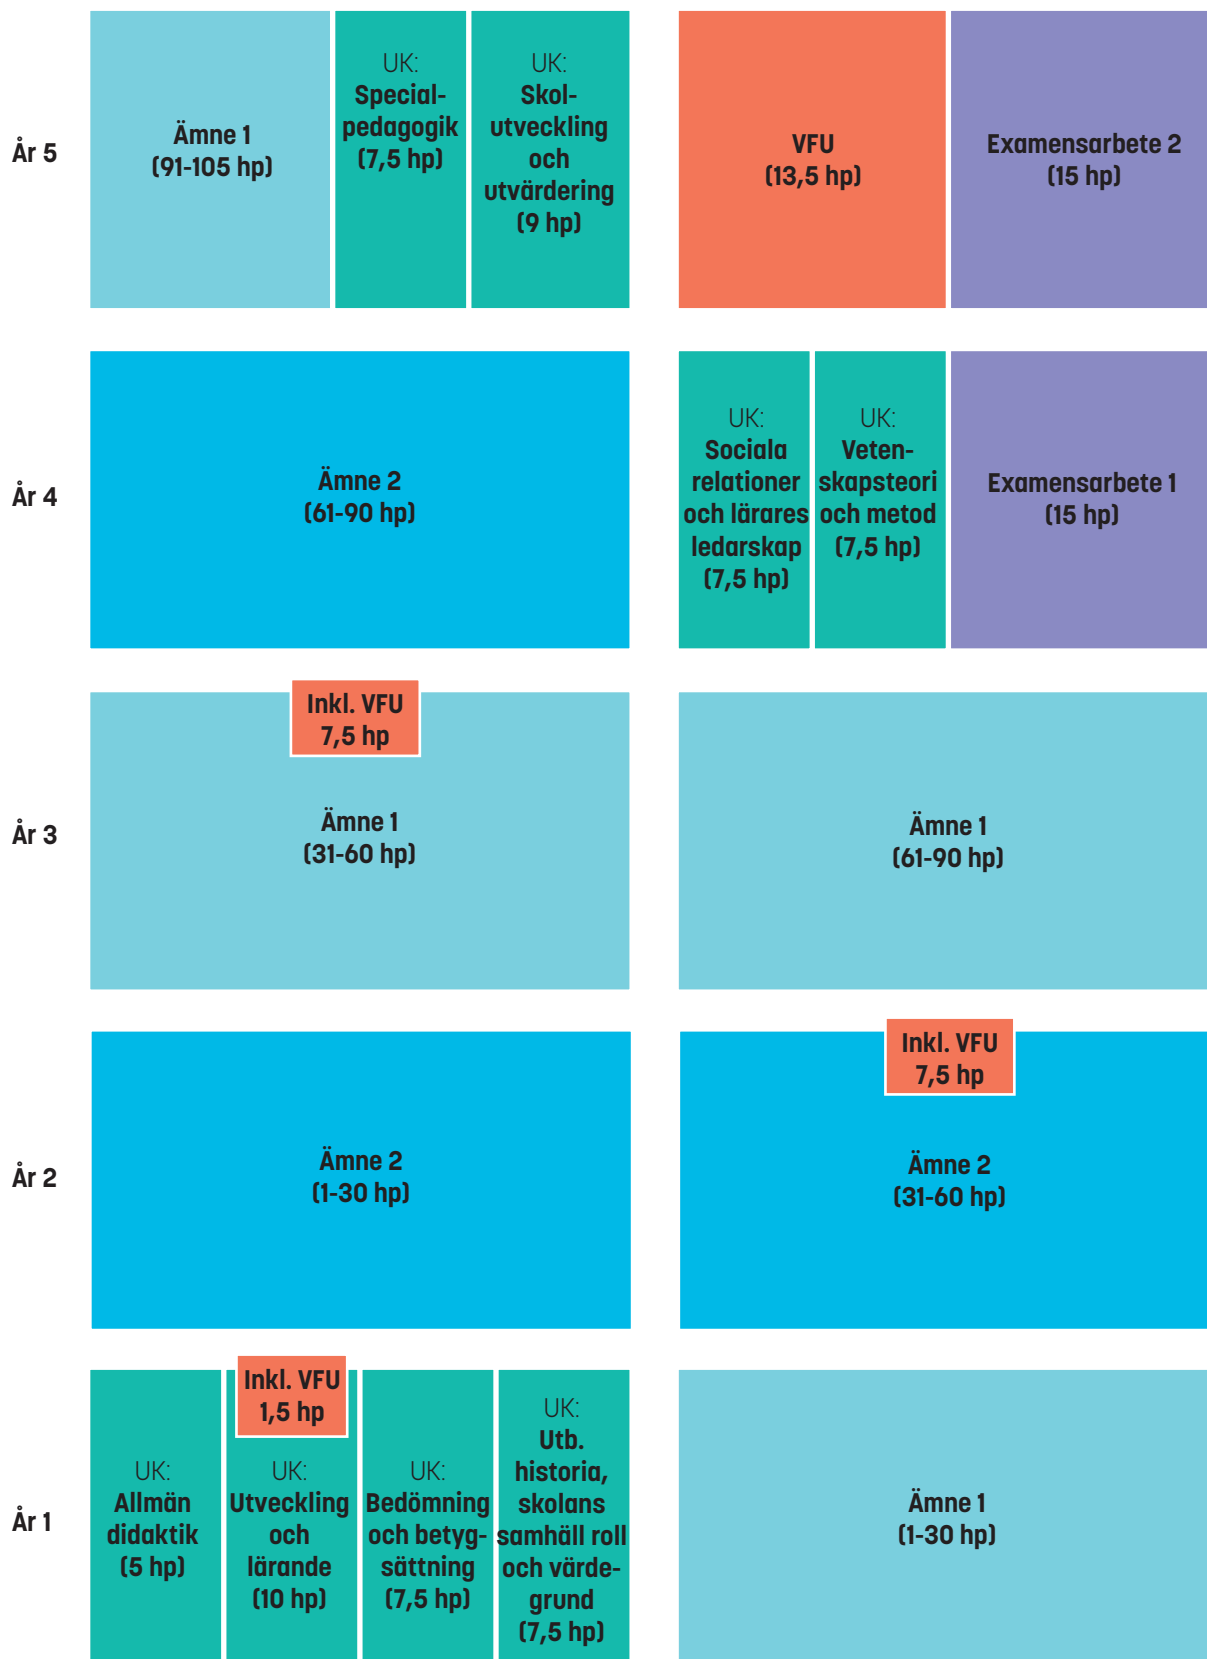 År 5
Ämne 1
(91-105 hp)
UK:
Special-
pedagogik
(7,5 hp)
UK:
Skol-
utveckling
och
utvärdering
(9 hp)
VFU
(13,5 hp)
Examensarbete 2
(15 hp)
År 4
Ämne 2
(61-90 hp)
UK:
Sociala
relationer
och lärares
ledarskap
(7,5 hp)
UK:
Veten-
skapsteori
och metod
(7,5 hp)
Examensarbete 1
(15 hp)
År 3
Inkl. VFU
7,5 hp
Ämne 1
(31-60 hp)
Ämne 1
(61-90 hp)
År 2
Ämne 2
(1-30 hp)
Inkl. VFU
7,5 hp
Ämne 2
(31-60 hp)
År 1
UK:
Allmän
didaktik
(5 hp)
Inkl. VFU
1,5 hp
UK:
Utveckling
och
lärande
(10 hp)
UK:
Bedömning
och betyg-
sättning
(7,5 hp)
UK:
Utb.
historia,
skolans
samhäll roll
och värde-
grund
(7,5 hp)
Ämne 1
(1-30 hp)